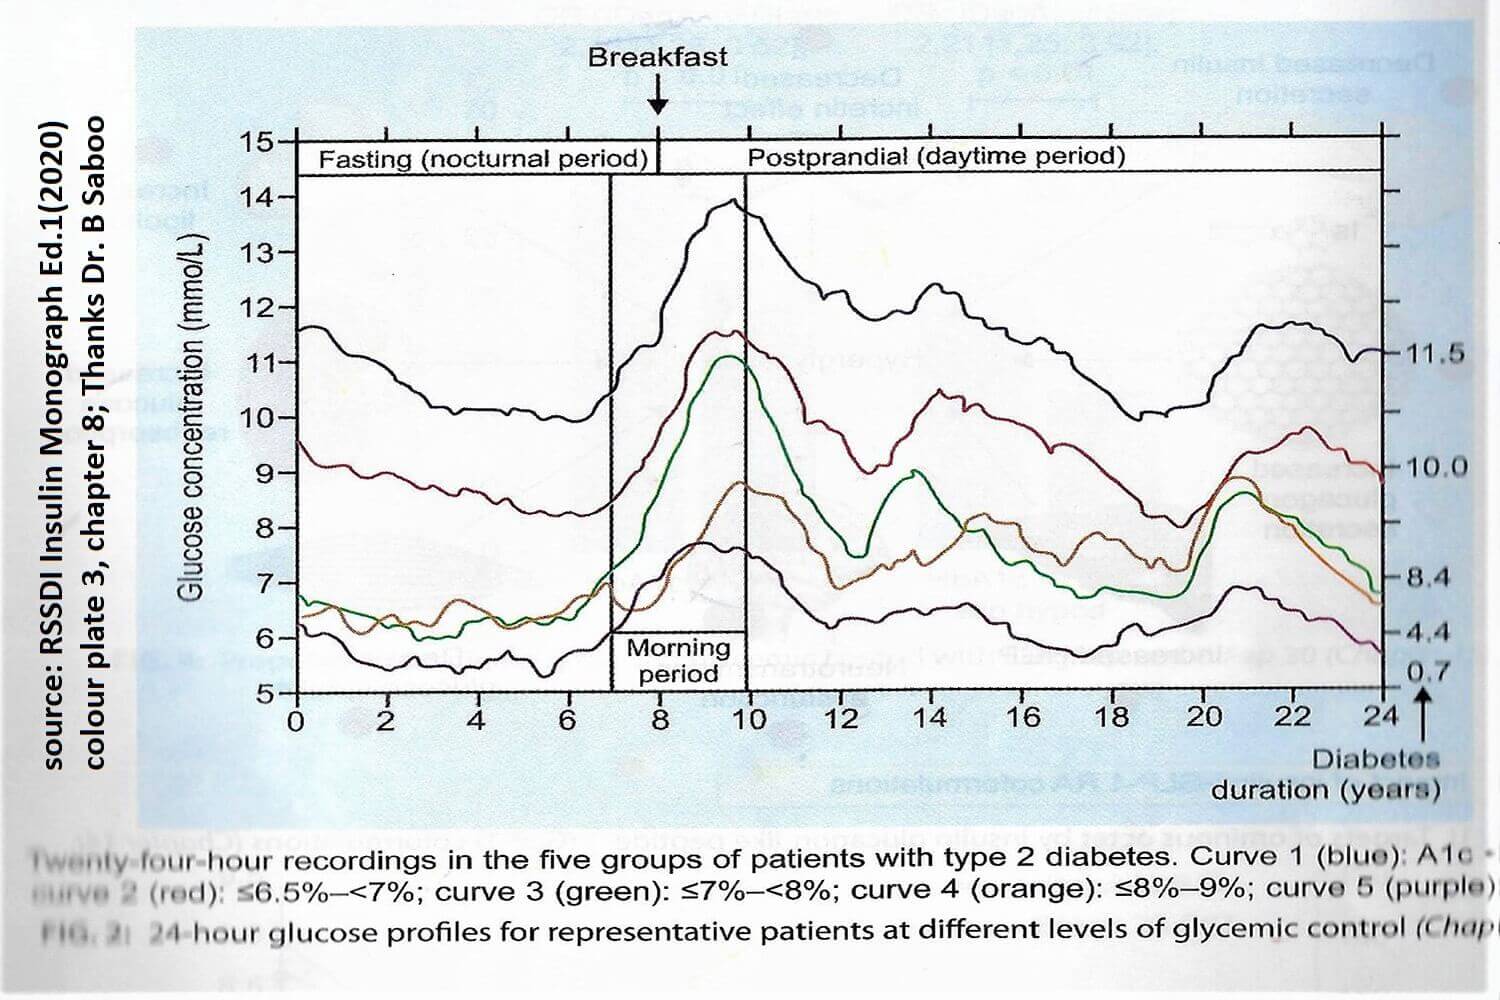 source: RSSDI Insulin Monograph Ed.1(2020)
colour plate 3, chapter 8; Thanks Dr. B Saboo
Breakfast
Fasting (nocturnal period)
Postprandial (daytime period)
Glucose concentration (mmo/L)
15
14
13
12
11
10
9
8
7
6
5
11.5
10.0
8.4
4.4
0.7
Morning
period
0 2 4 6 8 10 12 14 16 18 20 22 24
Diabetes
duration (years)
Twenty-four-hour recordings in the five groups of patients with type 2 diabetes. Curve 1 (blue): A1c
curve 2 (red): ≤6.5%–<7%; curve 3 (green): ≤7%–<8%; curve 4 (orange): ≤8%–9%; curve 5 (purple)
FIG. 2: 24-hour glucose profiles for representative patients at different levels of glycemic control (Chap